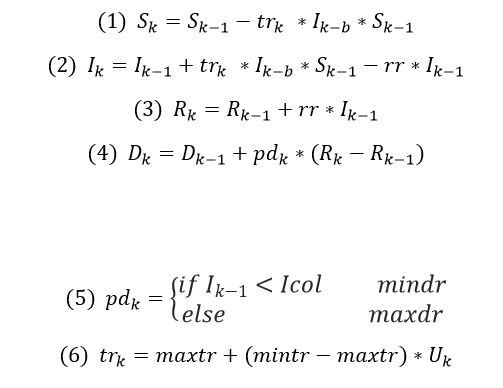 (1) S_k = S_{k-1} − tr_k * I_{k-b} * S_{k-1}
(2) I_k = I_{k-1} + tr_k * I_{k-b} * S_{k-1} − rr * I_{k-1}
(3) R_k = R_{k-1} + rr * I_{k-1}
(4) D_k = D_{k-1} + pd_k * (R_k − R_{k-1})
(5) pd_k = { if I_{k-1} < Icol mindr
else maxdr
(6) tr_k = maxtr + (mintr − maxtr) * U_k